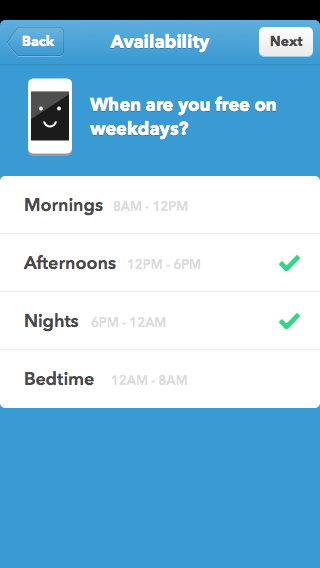 Back
Availability
Next
When are you free on
weekdays?
Mornings 8AM - 12PM
Afternoons 12PM - 6PM
Nights 6PM - 12AM
Bedtime 12AM - 8AM